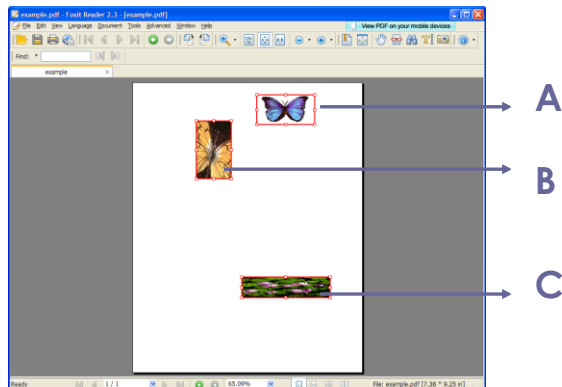 example.pdf - Foxit Reader 2.3 - [example.pdf]
File Edit View Language Document Tools Advanced Window Help
View PDF on your mobile devices
Find:
example
A
B
C
Ready
1 / 1
65.09%
File: example.pdf [7.38 * 9.25 in]